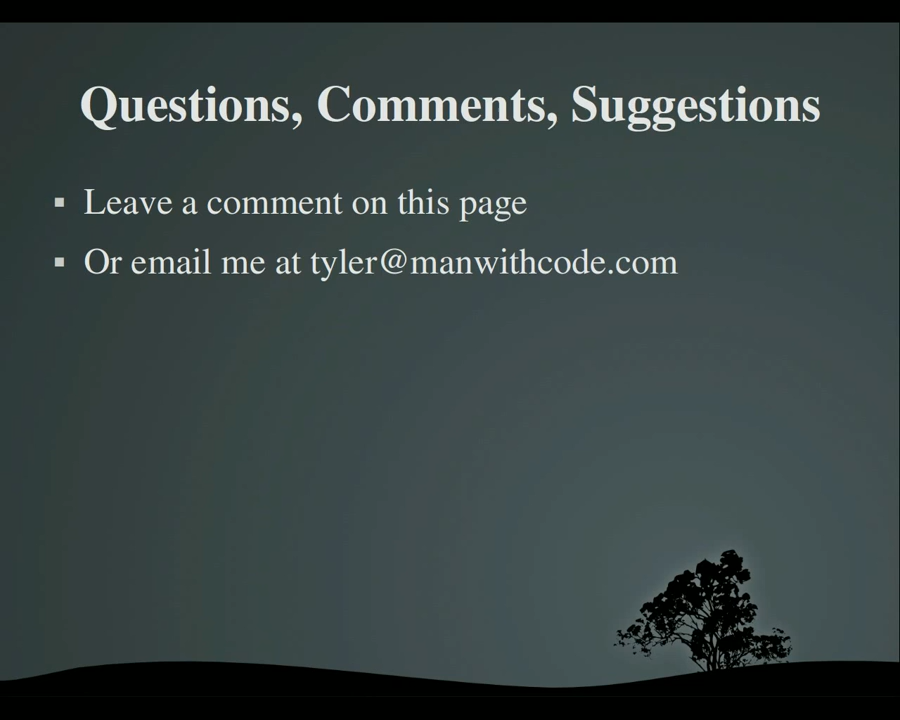 Questions, Comments, Suggestions
▪ Leave a comment on this page
▪ Or email me at tyler@manwithcode.com